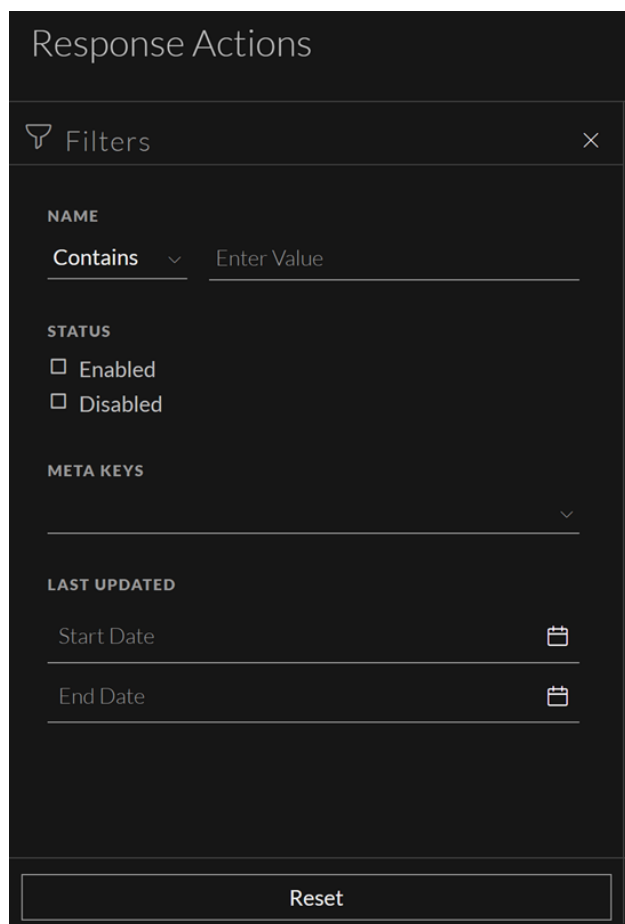 Response Actions
Filters
NAME
Contains Enter Value
STATUS
Enabled
Disabled
META KEYS
LAST UPDATED
Start Date
End Date
Reset